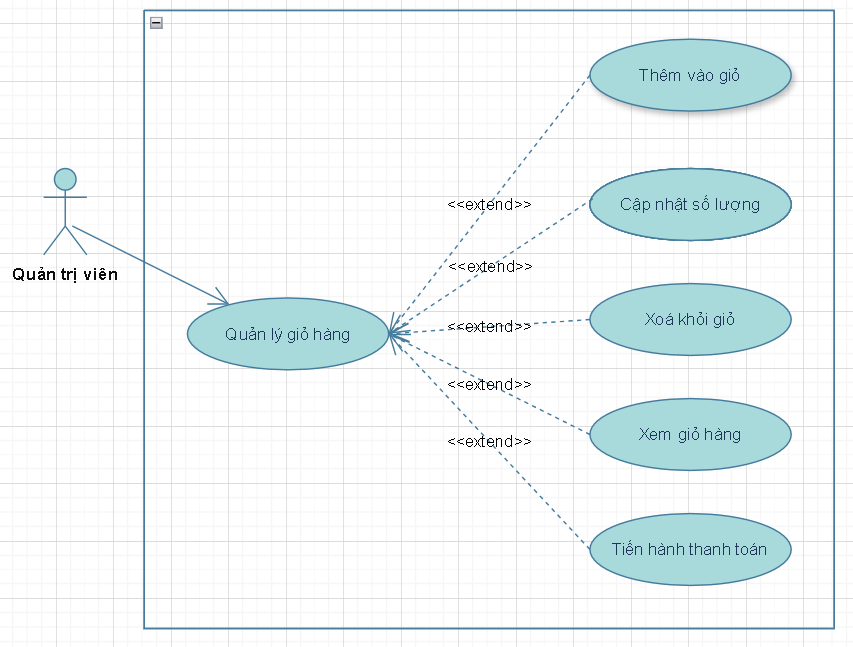 Thêm vào giỏ
<<extend>>
Cập nhật số lượng
<<extend>>
Quản trị viên
Quản lý giỏ hàng
<<extend>>
Xoá khỏi giỏ
<<extend>>
Xem giỏ hàng
<<extend>>
Tiến hành thanh toán